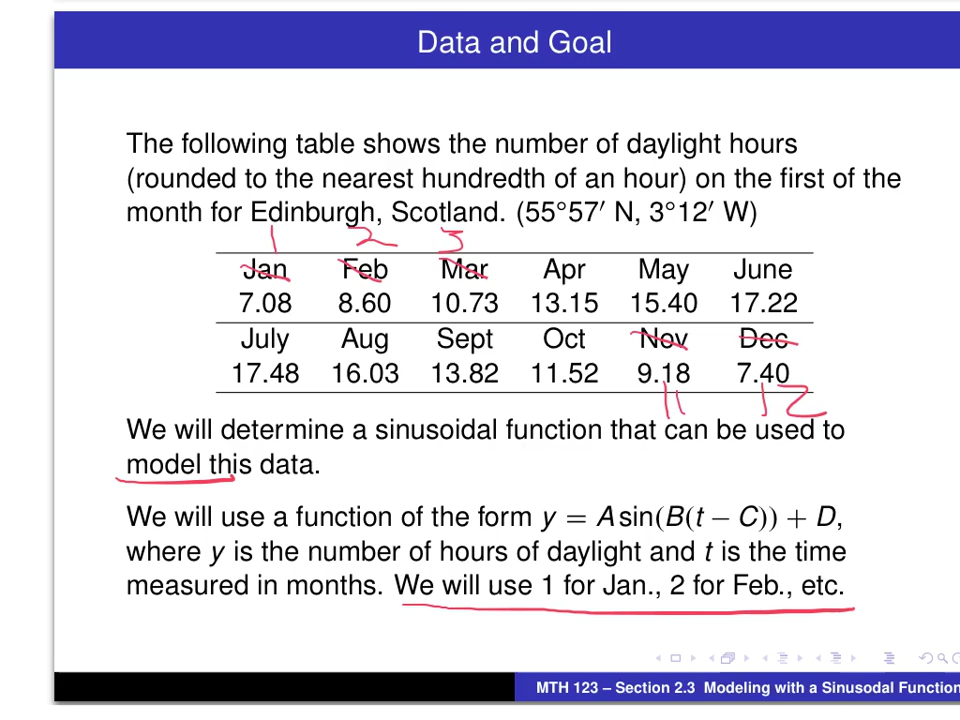 Data and Goal
The following table shows the number of daylight hours
(rounded to the nearest hundredth of an hour) on the first of the
month for Edinburgh, Scotland. (55°57′ N, 3°12′ W)
1 2 3
Jan Feb Mar Apr May June
7.08 8.60 10.73 13.15 15.40 17.22
July Aug Sept Oct Nov Dec
17.48 16.03 13.82 11.52 9.18 7.40
11 12
We will determine a sinusoidal function that can be used to
model this data.
We will use a function of the form y = A sin(B(t − C)) + D,
where y is the number of hours of daylight and t is the time
measured in months. We will use 1 for Jan., 2 for Feb., etc.
MTH 123 – Section 2.3 Modeling with a Sinusodal Function